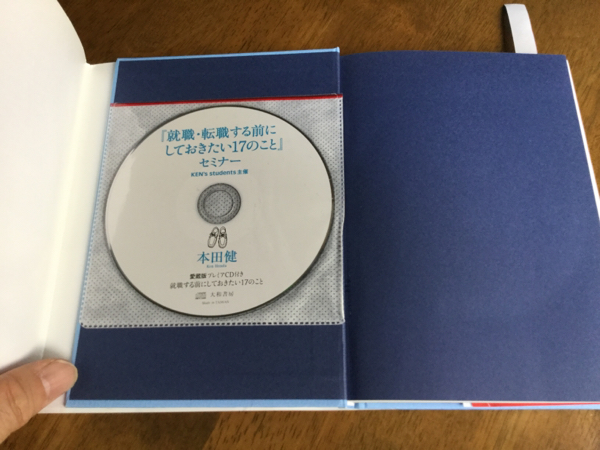 『就職・転職する前に
しておきたい17のこと』
セミナー
KEN's students 主催
本田健
Ken Honda
愛蔵版プレミアCD付き
就職する前にしておきたい17のこと
大和書房